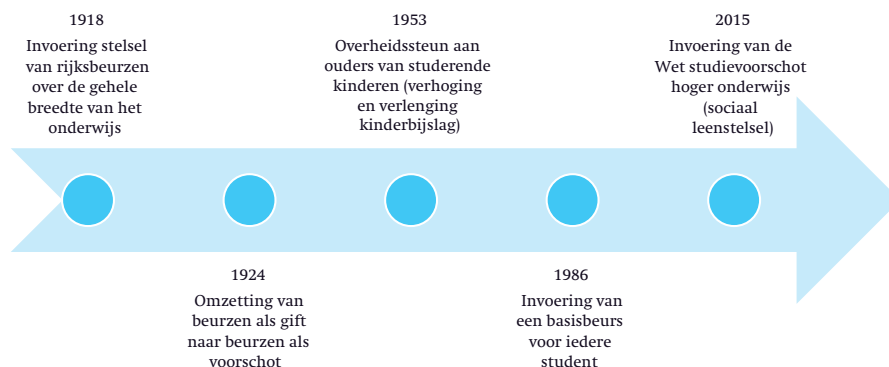 1918
Invoering stelsel
van rijksbeurzen
over de gehele
breedte van het
onderwijs
1924
Omzetting van
beurzen als gift
naar beurzen als
voorschot
1953
Overheidssteun aan
ouders van studerende
kinderen (verhoging
en verlenging
kinderbijslag)
1986
Invoering van
een basisbeurs
voor iedere
student
2015
Invoering van de
Wet studievoorschot
hoger onderwijs
(sociaal
leenstelsel)